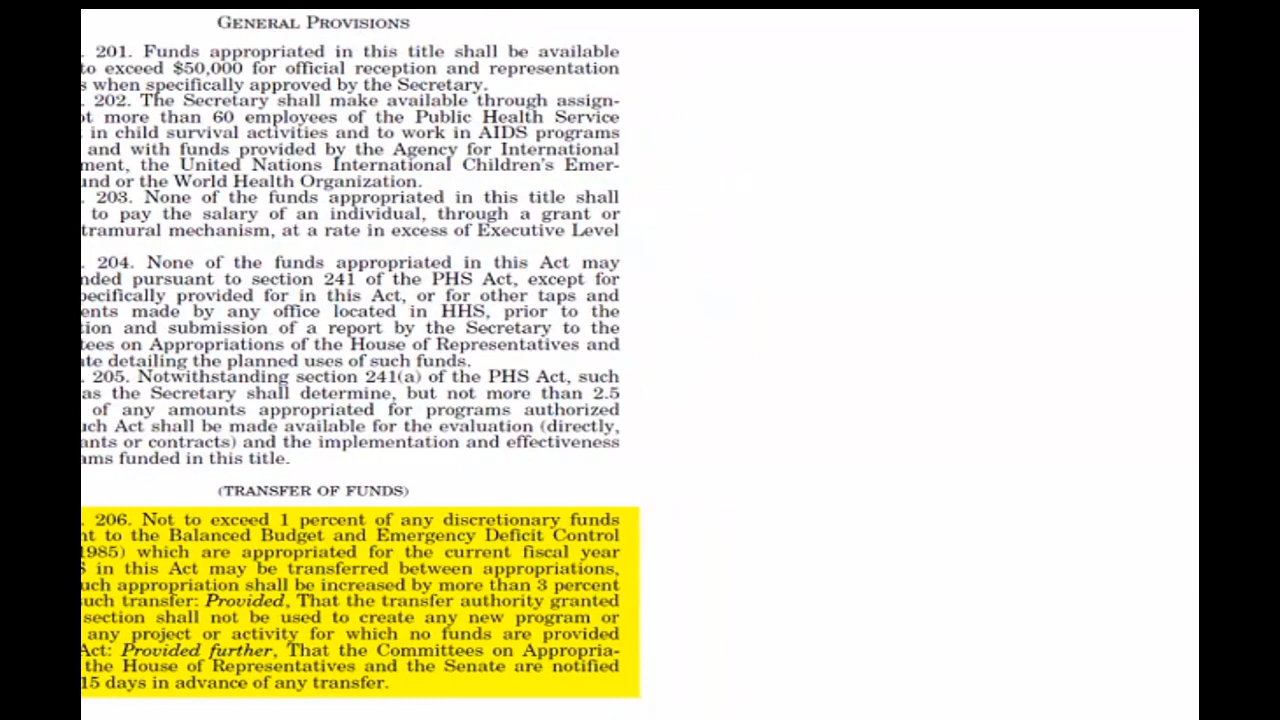 GENERAL PROVISIONS
. 201. Funds appropriated in this title shall be available
to exceed $50,000 for official reception and representation
s when specifically approved by the Secretary.
. 202. The Secretary shall make available through assign-
ot more than 60 employees of the Public Health Service
in child survival activities and to work in AIDS programs
and with funds provided by the Agency for International
ment, the United Nations International Children's Emer-
und or the World Health Organization.
. 203. None of the funds appropriated in this title shall
to pay the salary of an individual, through a grant or
tramural mechanism, at a rate in excess of Executive Level
. 204. None of the funds appropriated in this Act may
nded pursuant to section 241 of the PHS Act, except for
pecifically provided for in this Act, or for other taps and
ents made by any office located in HHS, prior to the
tion and submission of a report by the Secretary to the
tees on Appropriations of the House of Representatives and
ate detailing the planned uses of such funds.
. 205. Notwithstanding section 241(a) of the PHS Act, such
as the Secretary shall determine, but not more than 2.5
of any amounts appropriated for programs authorized
uch Act shall be made available for the evaluation (directly,
ants or contracts) and the implementation and effectiveness
ams funded in this title.
(TRANSFER OF FUNDS)
. 206. Not to exceed 1 percent of any discretionary funds
nt to the Balanced Budget and Emergency Deficit Control
1985) which are appropriated for the current fiscal year
S in this Act may be transferred between appropriations,
uch appropriation shall be increased by more than 3 percent
such transfer: Provided, That the transfer authority granted
section shall not be used to create any new program or
any project or activity for which no funds are provided
Act: Provided further, That the Committees on Appropria-
the House of Representatives and the Senate are notified
15 days in advance of any transfer.